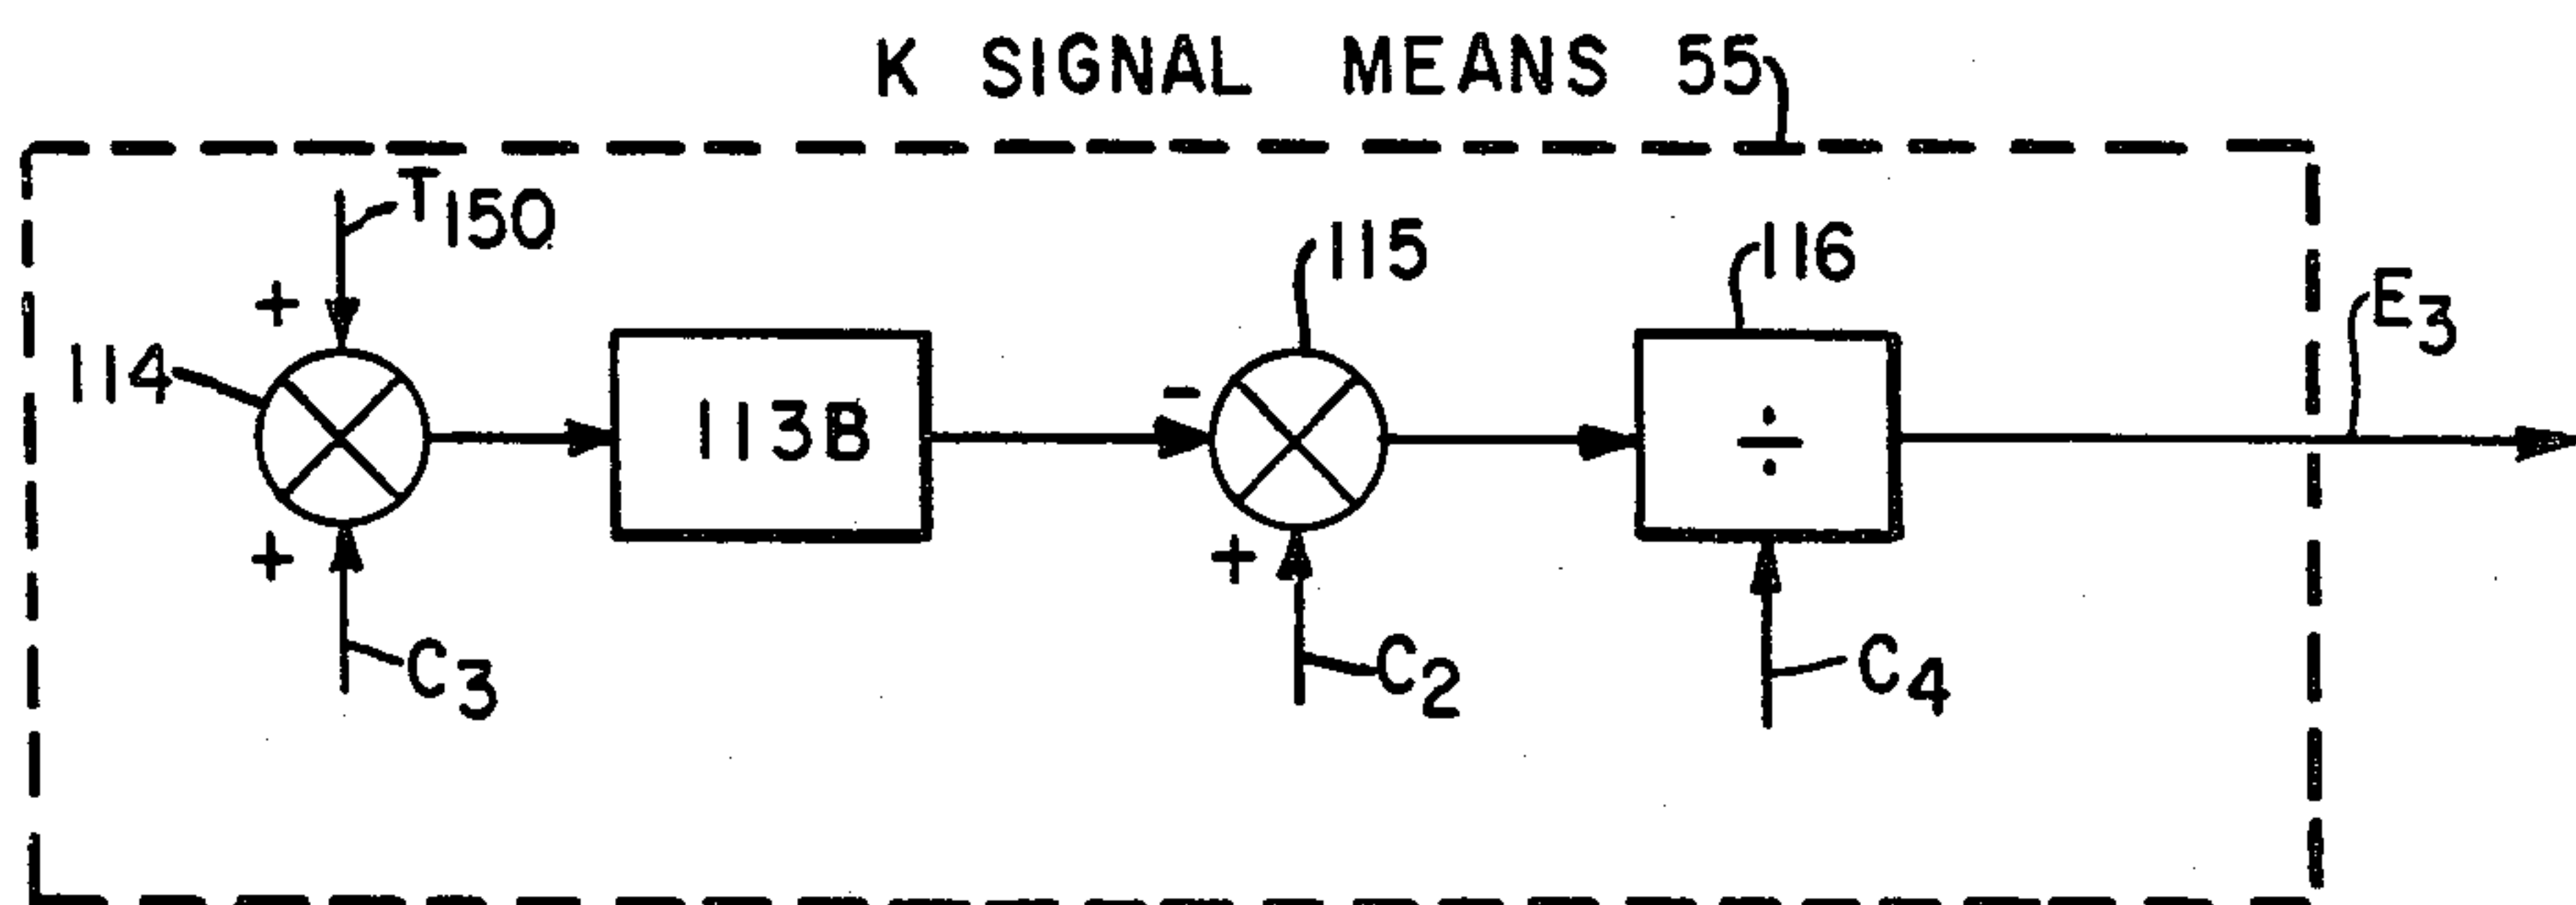 K SIGNAL MEANS 55
T150
+
114
+
C3
113B
115
-
+
C2
116
÷
C4
E3